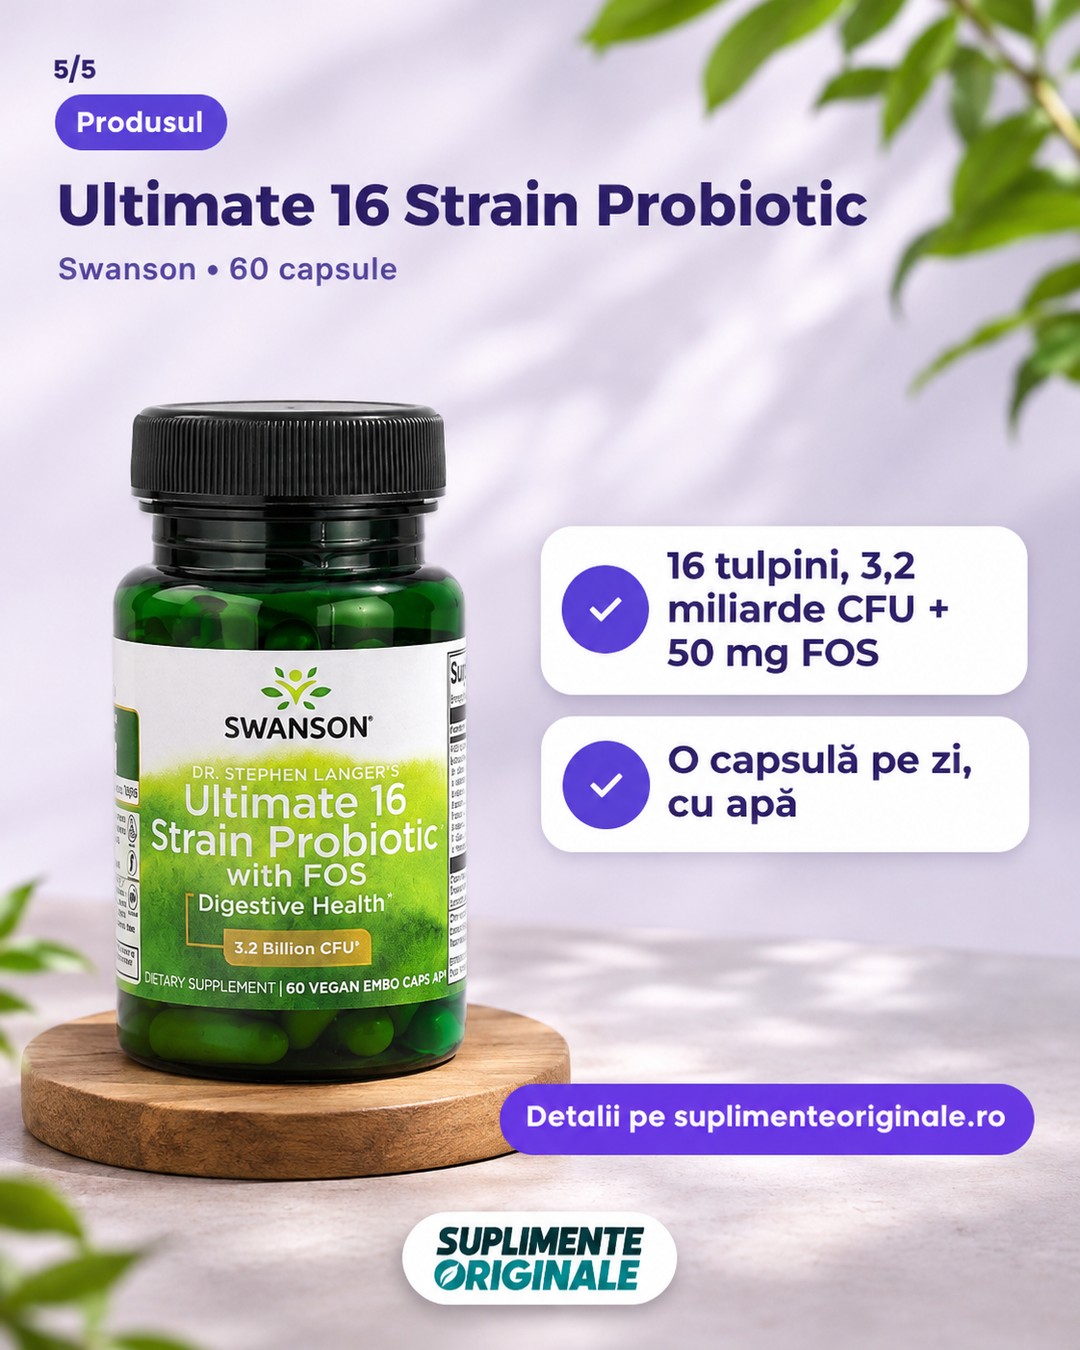 5/5
Produsul
Ultimate 16 Strain Probiotic
Swanson • 60 capsule
16 tulpini, 3,2
miliarde CFU +
50 mg FOS
O capsulă pe zi,
cu apă
SWANSON®
DR. STEPHEN LANGER'S
Ultimate 16
Strain Probiotic
with FOS
Digestive Health*
3.2 Billion CFU*
DIETARY SUPPLEMENT | 60 VEGAN EMBO CAPS AP*
Detalii pe suplimenteoriginale.ro
SUPLIMENTE
ORIGINALE